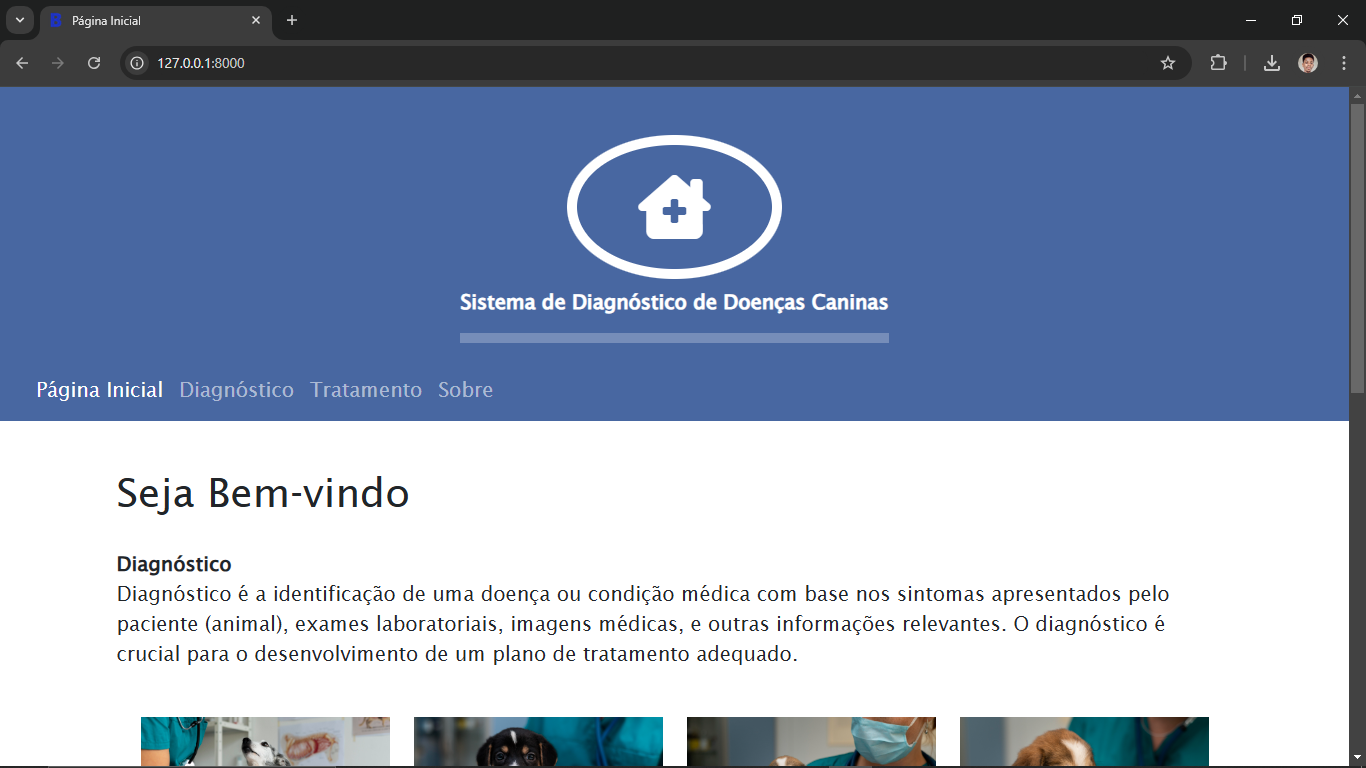 Página Inicial
127.0.0.1:8000
Sistema de Diagnóstico de Doenças Caninas
Página Inicial Diagnóstico Tratamento Sobre
Seja Bem-vindo
Diagnóstico
Diagnóstico é a identificação de uma doença ou condição médica com base nos sintomas apresentados pelo
paciente (animal), exames laboratoriais, imagens médicas, e outras informações relevantes. O diagnóstico é
crucial para o desenvolvimento de um plano de tratamento adequado.